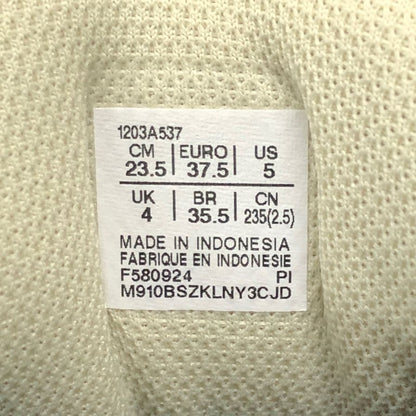 1203A537
CM | EURO | US
23.5 | 37.5 | 5
UK | BR | CN
4 | 35.5 | 235(2.5)
MADE IN INDONESIA
FABRIQUE EN INDONESIE
F580924 PI
M910BSZKLNY3CJD